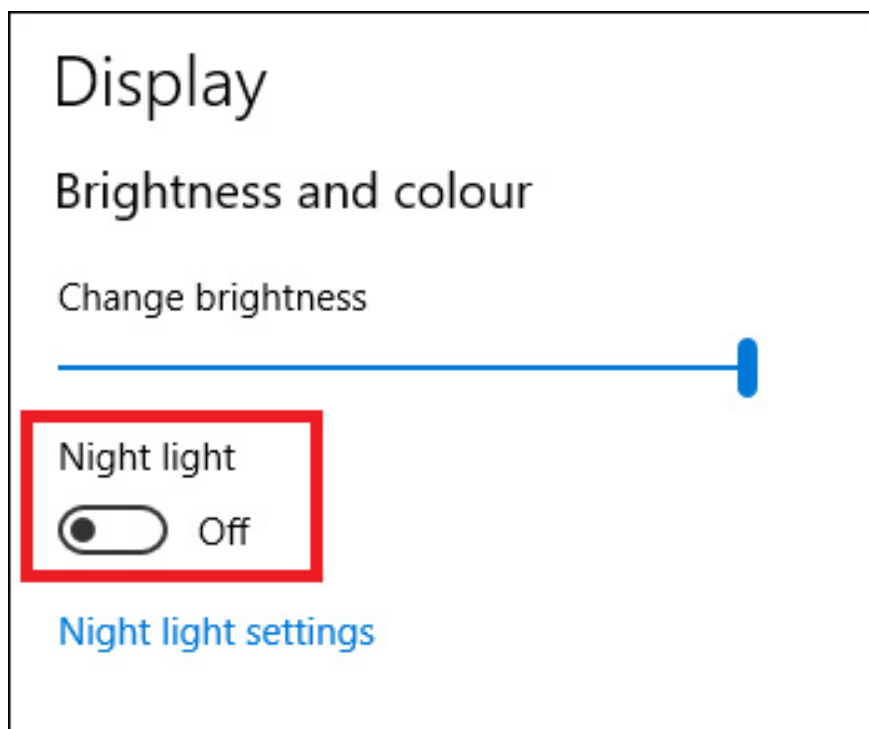 Display
Brightness and colour
Change brightness
Night light
Off
Night light settings